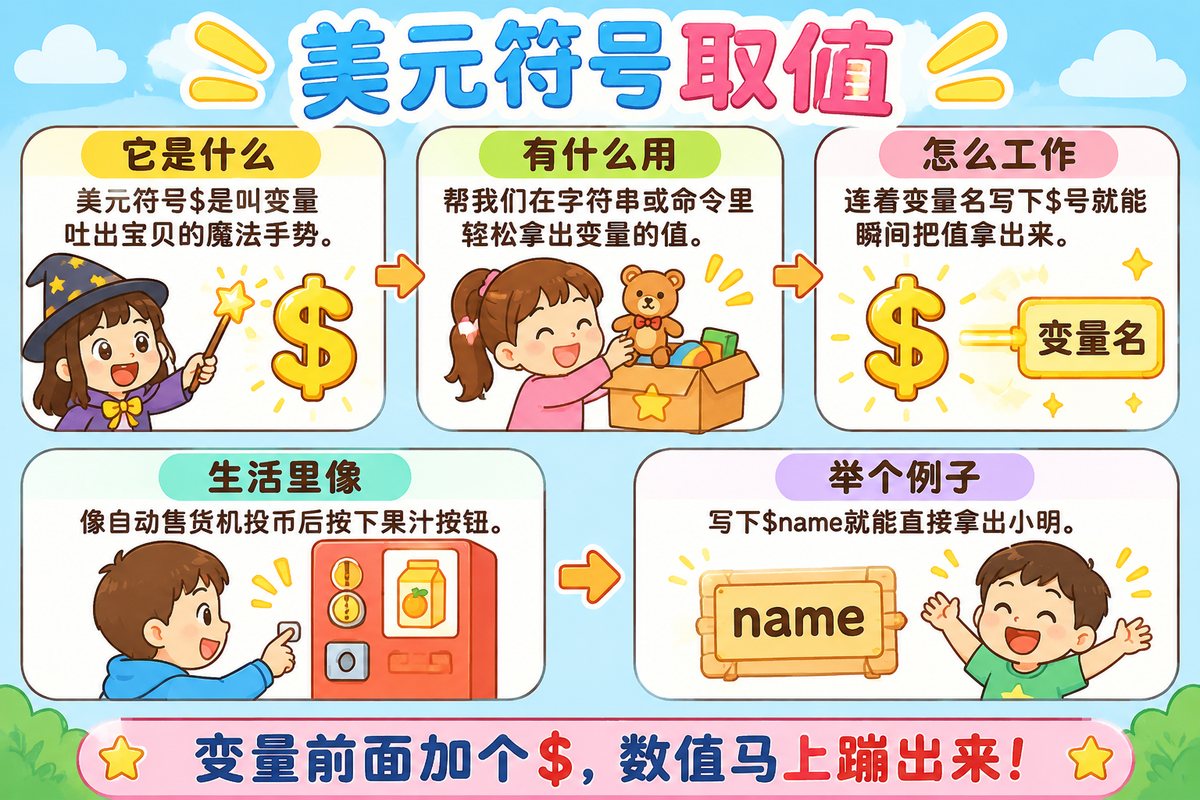 美元符号取值
它是什么
美元符号$是叫变量
吐出宝贝的魔法手势。
有什么用
帮我们在字符串或命令里
轻松拿出变量的值。
怎么工作
连着变量名写下$号就能
瞬间把值拿出来。
$
$
变量名
生活里像
像自动售货机投币后按下果汁按钮。
举个例子
写下$name就能直接拿出小明。
name
变量前面加个$，数值马上蹦出来！